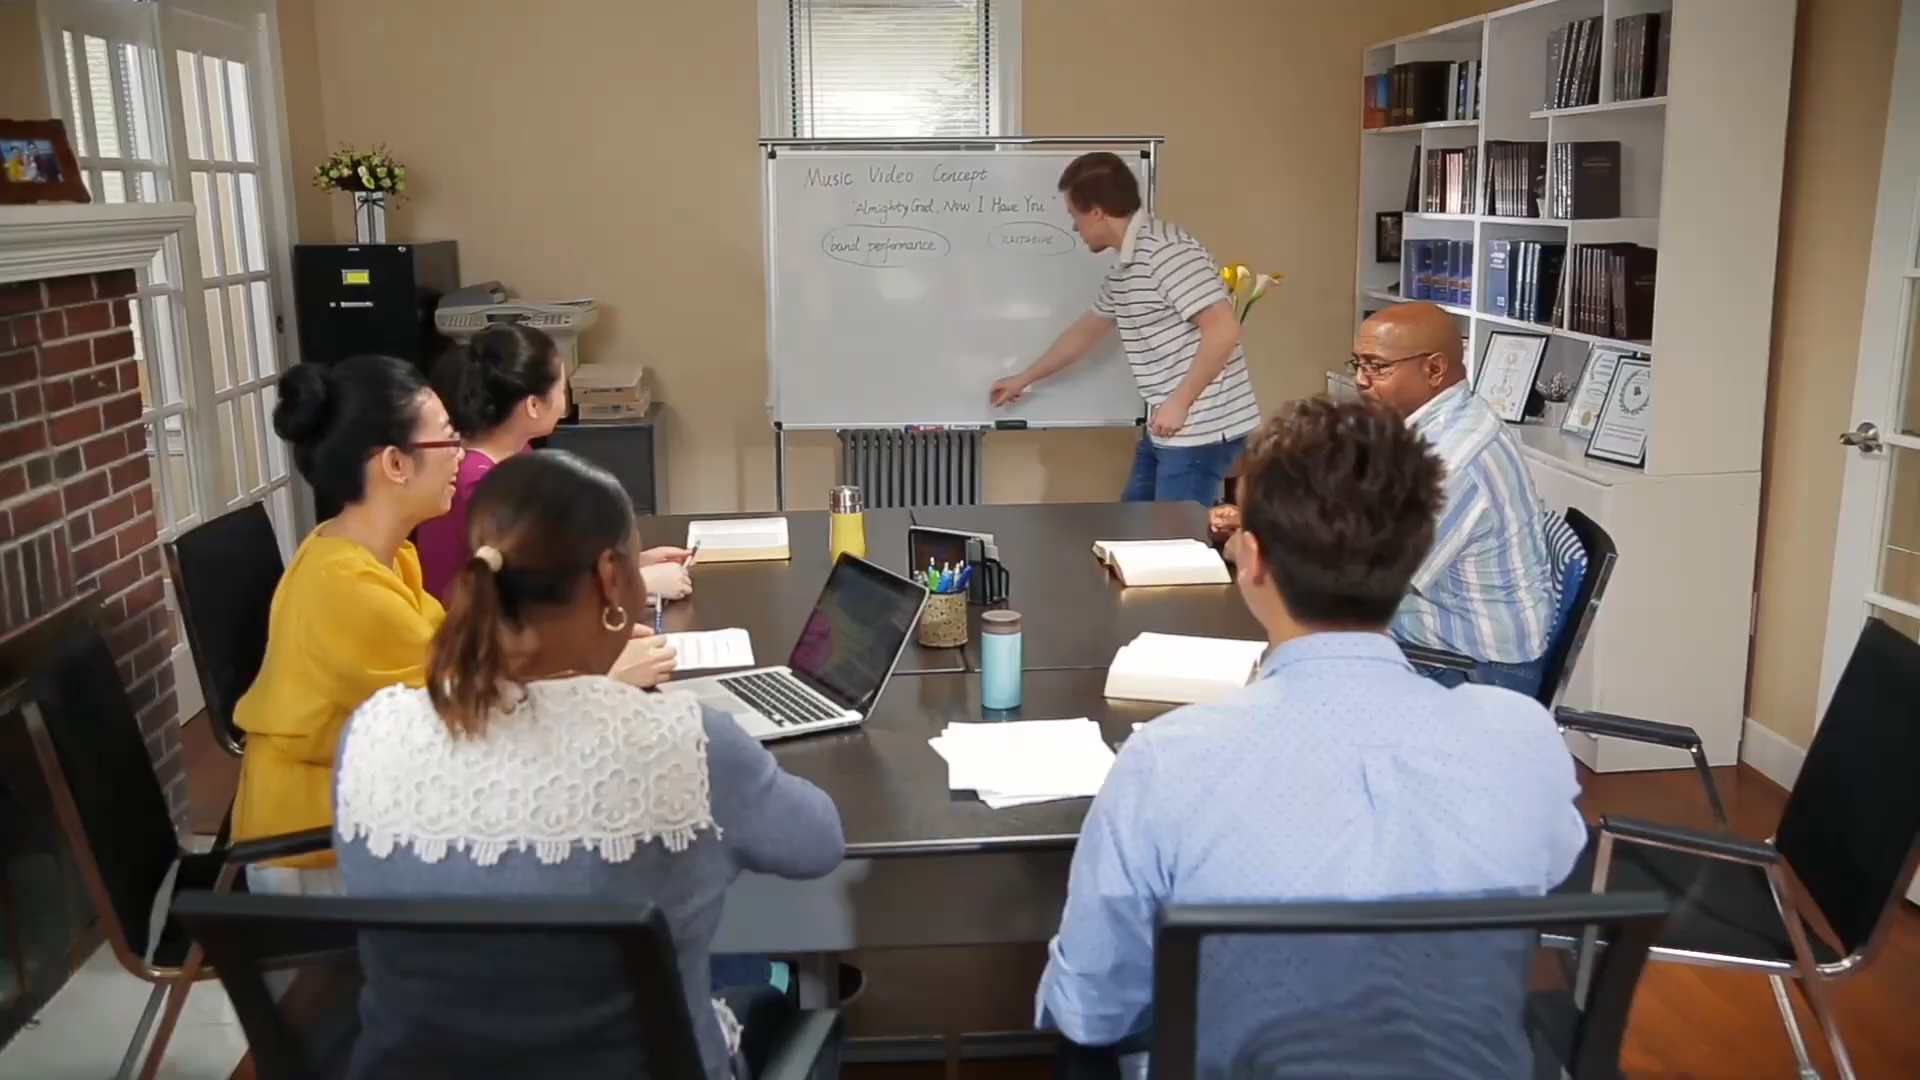 Music Video Concept
"Almighty God, Now I Have You"
band performance